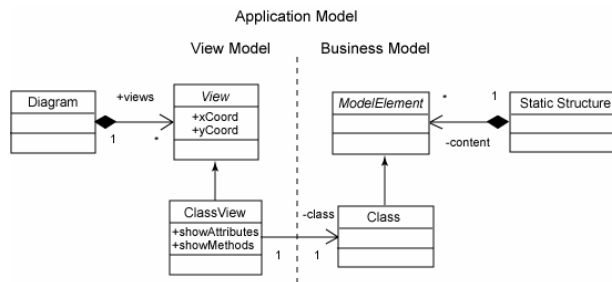 Application Model
View Model
Business Model
Diagram
+views
1
*
View
+xCoord
+yCoord
ModelElement
*
1
-content
Static Structure
ClassView
+showAttributes
+showMethods
1
-class
1
Class